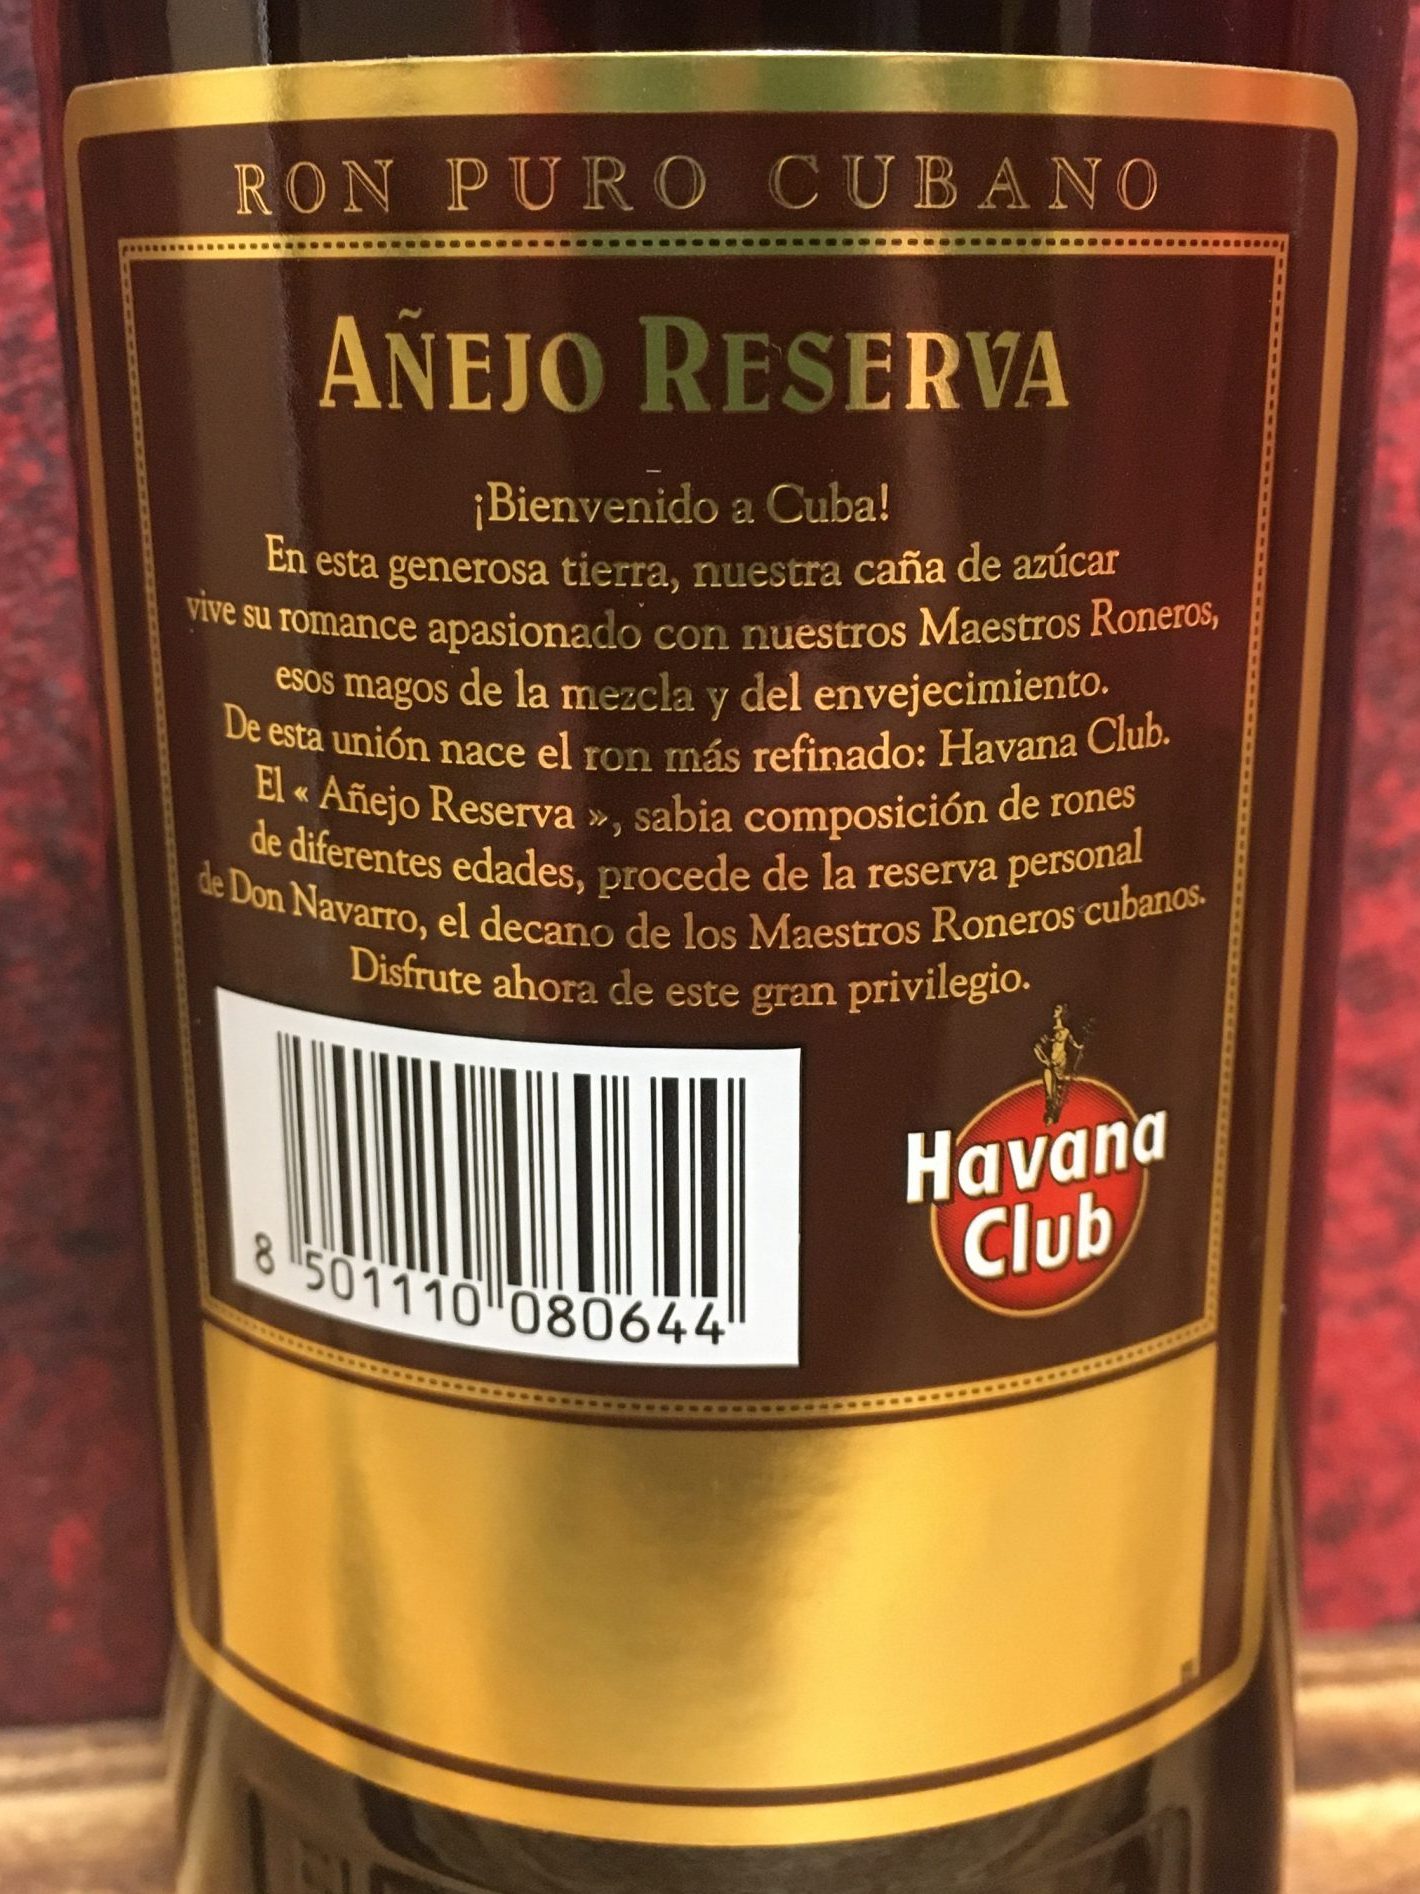 RON PURO CUBANO
AÑEJO RESERVA
¡Bienvenido a Cuba!
En esta generosa tierra, nuestra caña de azúcar
vive su romance apasionado con nuestros Maestros Roneros,
esos magos de la mezcla y del envejecimiento.
De esta unión nace el ron más refinado: Havana Club.
El « Añejo Reserva », sabia composición de rones
de diferentes edades, procede de la reserva personal
de Don Navarro, el decano de los Maestros Roneros cubanos.
Disfrute ahora de este gran privilegio.
Havana
Club
8 501110 080644